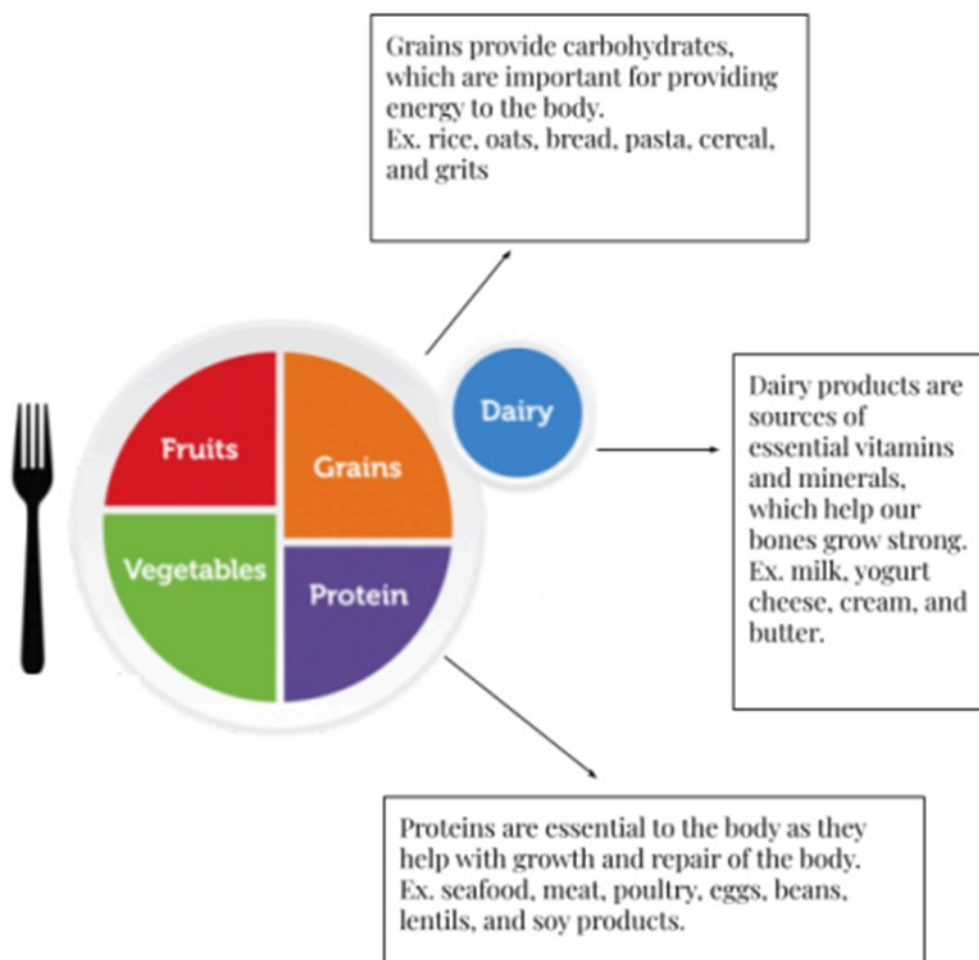 Grains provide carbohydrates,
which are important for providing
energy to the body.
Ex. rice, oats, bread, pasta, cereal,
and grits
Fruits
Grains
Vegetables
Protein
Dairy
Dairy products are
sources of
essential vitamins
and minerals,
which help our
bones grow strong.
Ex. milk, yogurt
cheese, cream, and
butter.
Proteins are essential to the body as they
help with growth and repair of the body.
Ex. seafood, meat, poultry, eggs, beans,
lentils, and soy products.